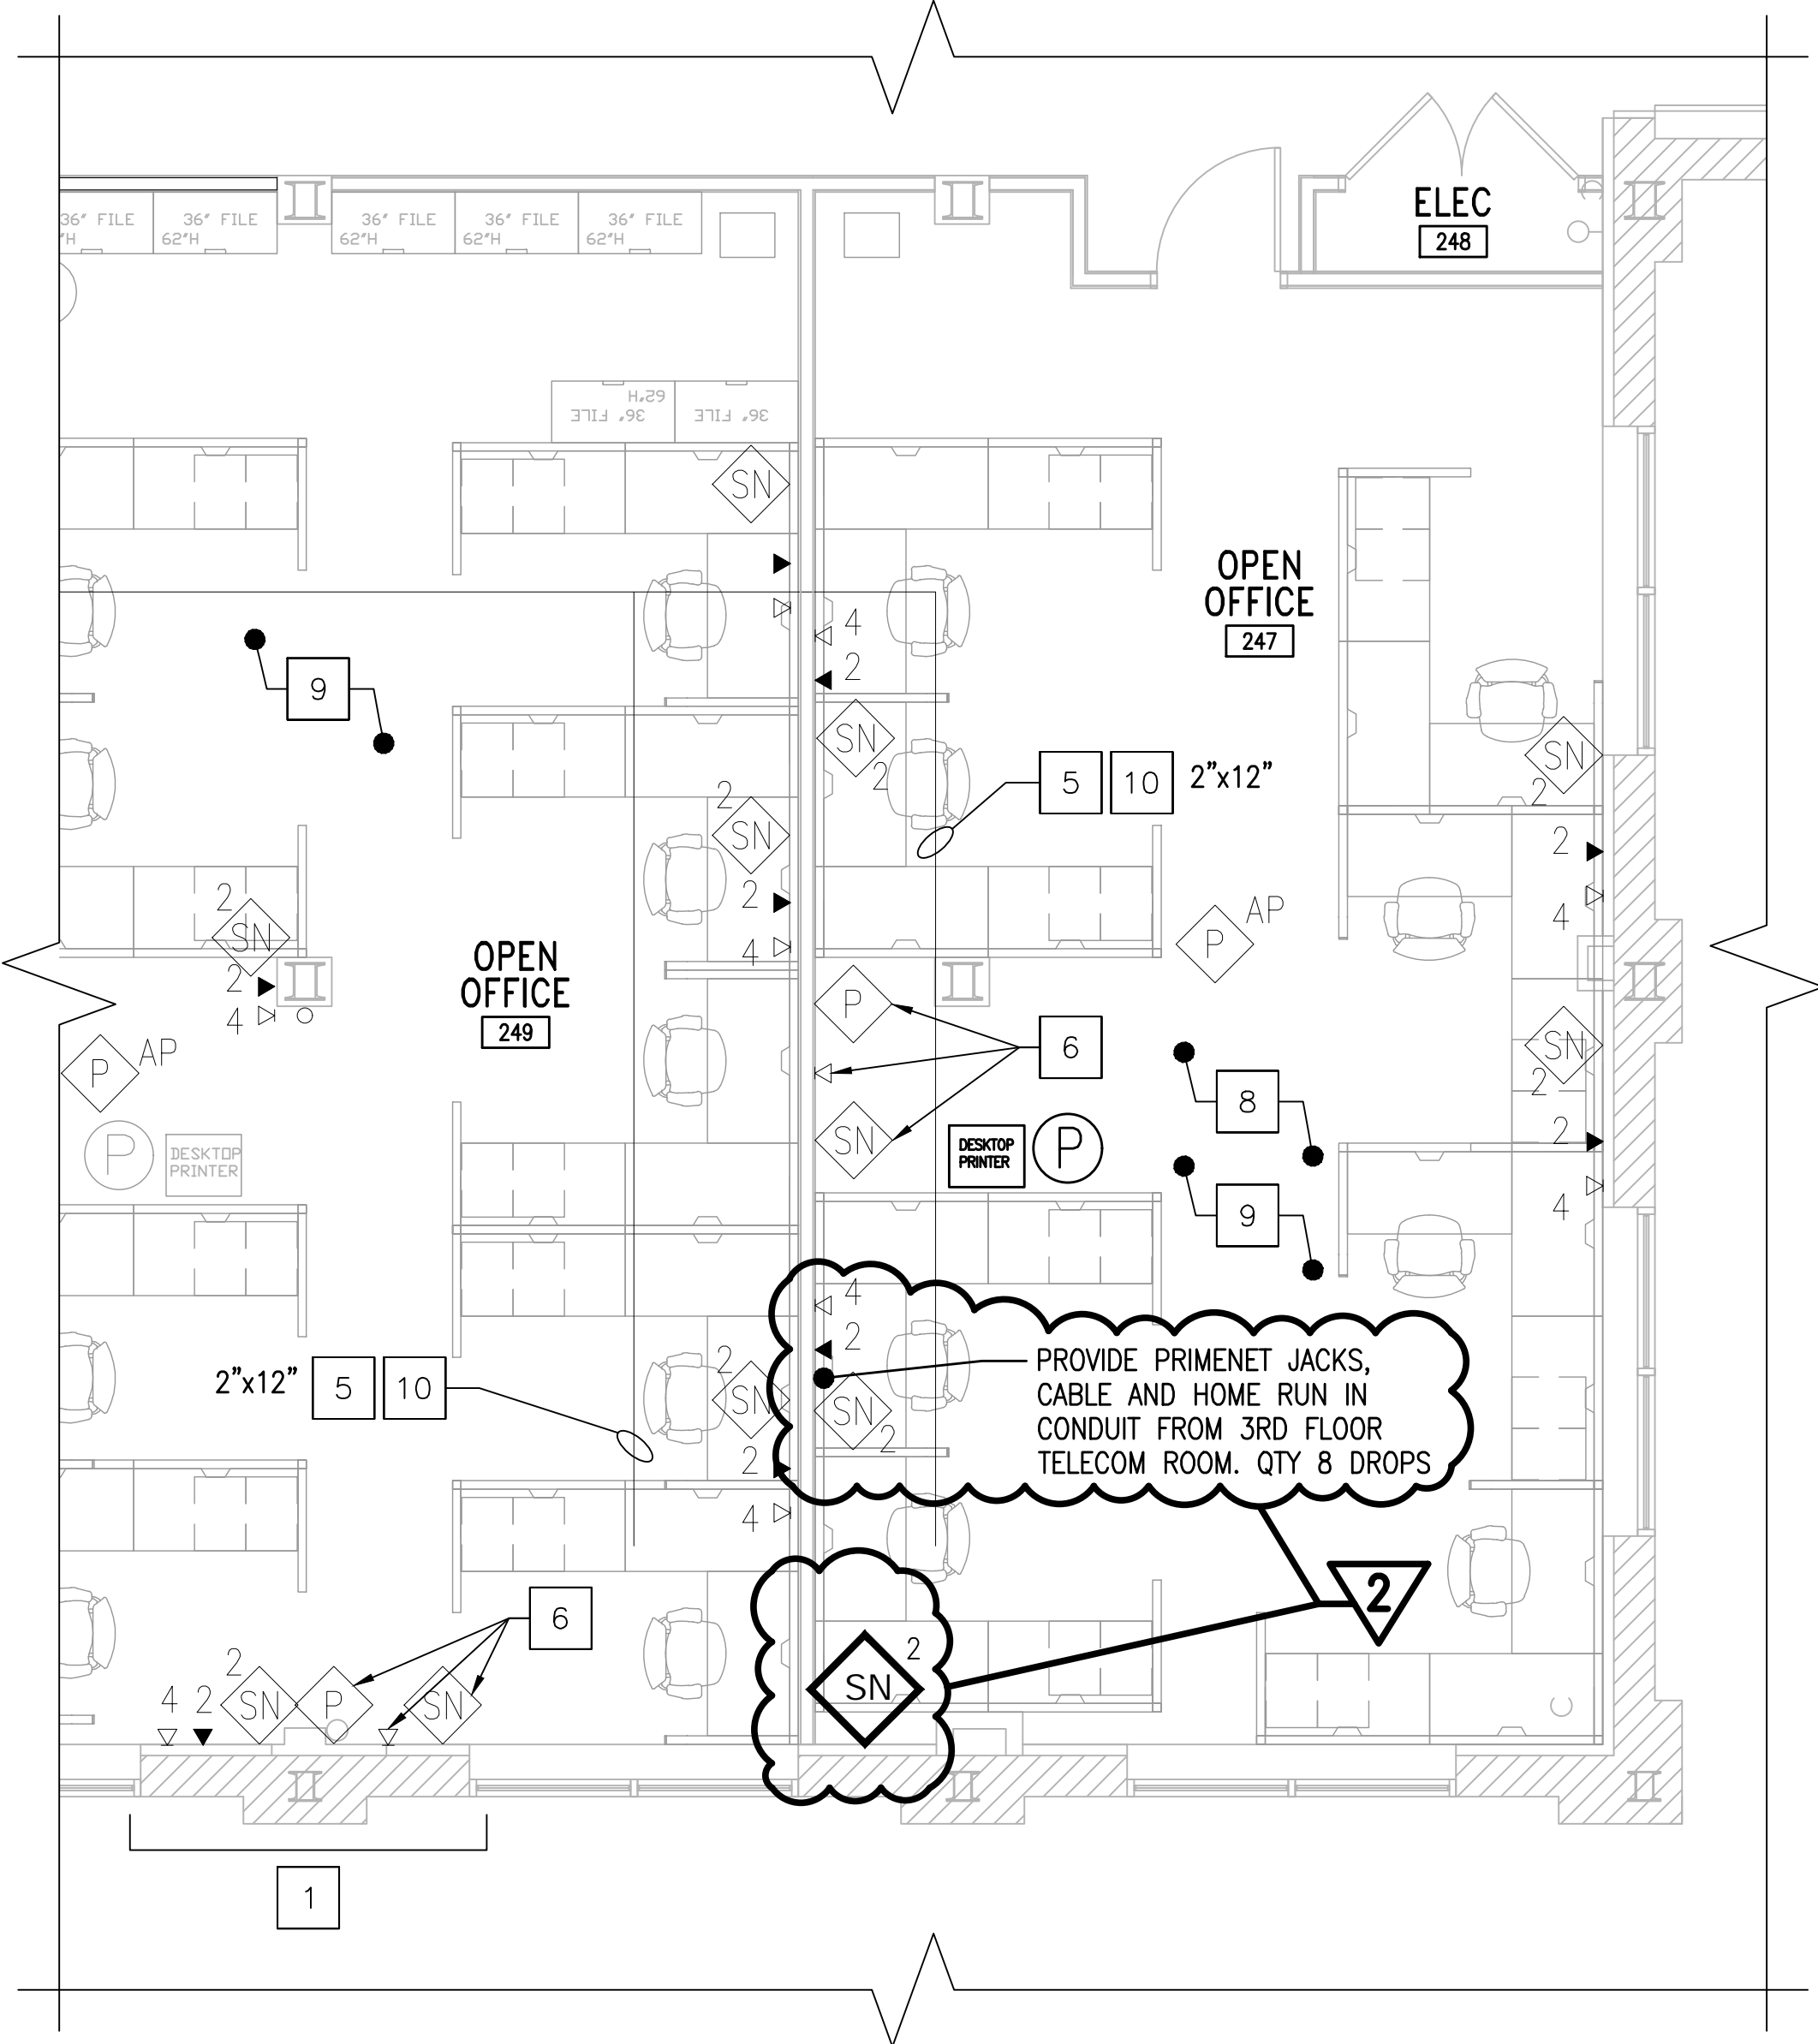 36" FILE
62"H
36" FILE
62"H
36" FILE
62"H
36" FILE
62"H
36" FILE
"H
ELEC
248
36" FILE
62"H
36" FILE
SN
OPEN
OFFICE
247
4
2
9
SN
2
SN
2
5
10
2"x12"
2
SN
2
4
2
4
2
SN
2
4
AP
P
OPEN
OFFICE
249
P
AP
P
6
SN
2
2
4
SN
8
9
P
DESKTOP
PRINTER
DESKTOP
PRINTER
P
4
2
SN
2
PROVIDE PRIMENET JACKS,
CABLE AND HOME RUN IN
CONDUIT FROM 3RD FLOOR
TELECOM ROOM. QTY 8 DROPS
2"x12"
5
10
2
SN
2
4
2
6
SN
2
4
2
2
SN
P
SN
1